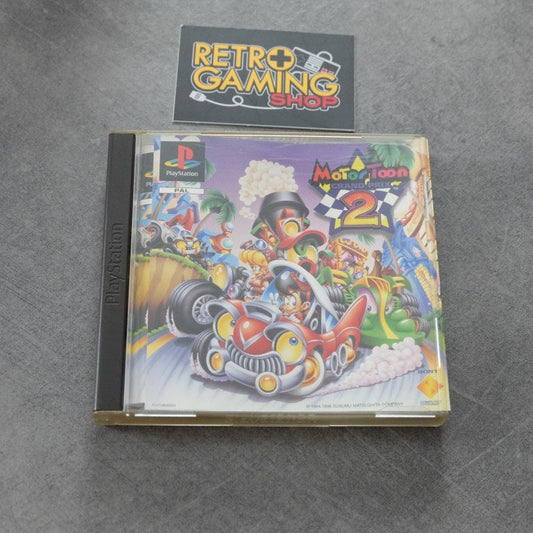 RETRO
GAMING
SHOP
PlayStation
PAL
PlayStation
MotorToon
GRAND PRIX
2
SONY